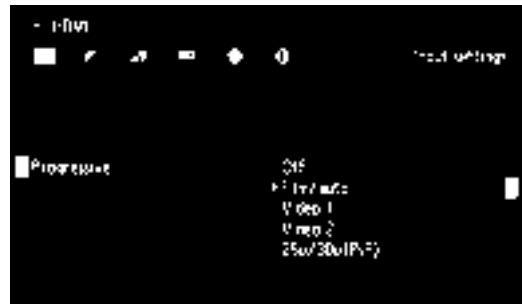 Input settings
Progressive
Off
Film/auto
Video 1
Video 2
25p/30p(PsF)